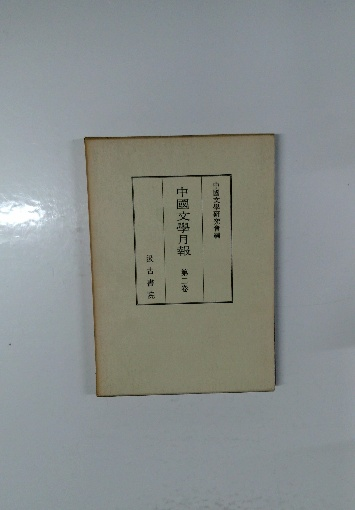 中國文學研究會編
中國文學月報 第二卷
汲古書院